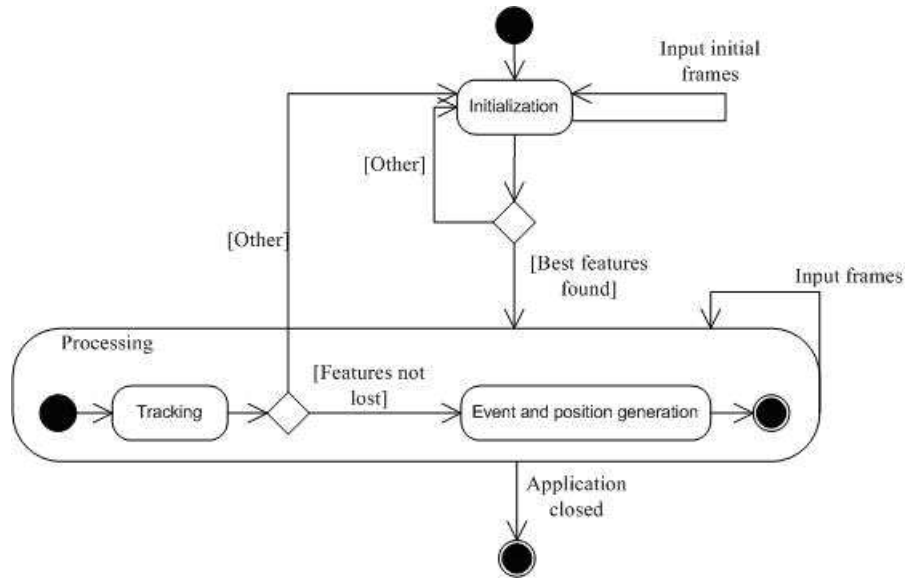 Input initial
frames
Initialization
[Other]
[Other]
[Best features
found]
Input frames
Processing
[Features not
lost]
Tracking
Event and position generation
Application
closed